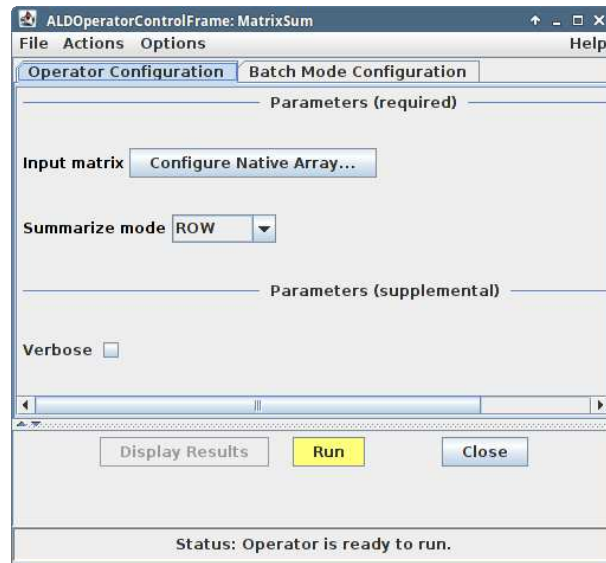 ALDOperatorControlFrame: MatrixSum
File Actions Options Help
Operator Configuration Batch Mode Configuration
Parameters (required)
Input matrix Configure Native Array...
Summarize mode ROW
Parameters (supplemental)
Verbose
Display Results Run Close
Status: Operator is ready to run.